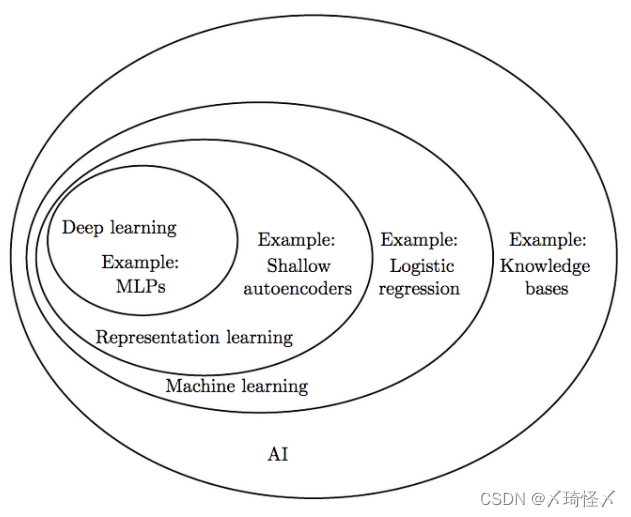 Deep learning
Example:
MLPs
Example:
Shallow
autoencoders
Example:
Logistic
regression
Example:
Knowledge
bases
Representation learning
Machine learning
AI
CSDN @〆琦怪〆